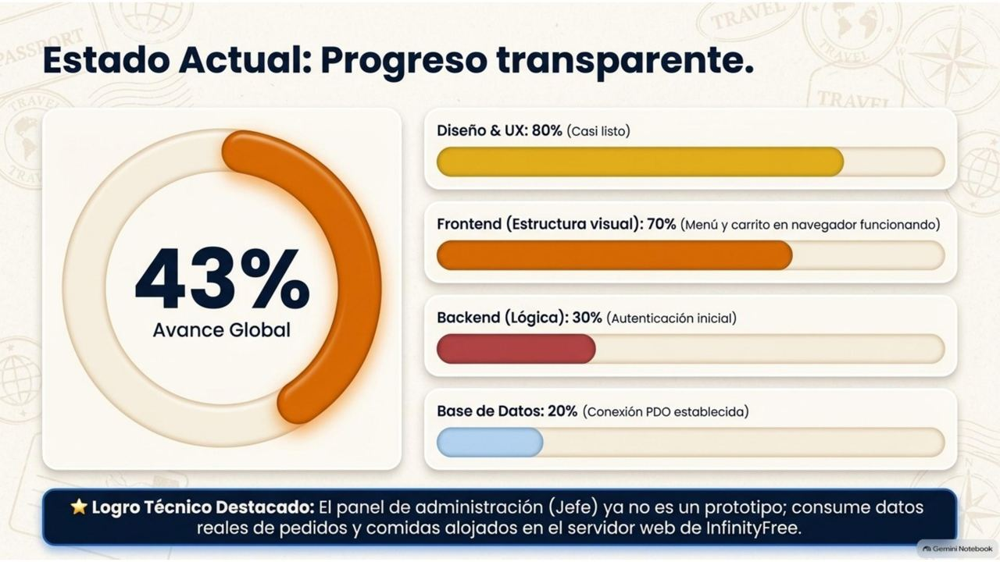 PASSPORT
TRAVEL
TRAVEL
TRAVEL
TRAVEL
Estado Actual: Progreso transparente.
43%
Avance Global
Diseño & UX: 80% (Casi listo)
Frontend (Estructura visual): 70% (Menú y carrito en navegador funcionando)
Backend (Lógica): 30% (Autenticación inicial)
Base de Datos: 20% (Conexión PDO establecida)
⭐ Logro Técnico Destacado: El panel de administración (Jefe) ya no es un prototipo; consume datos
reales de pedidos y comidas alojados en el servidor web de InfinityFree.
Gemini Notebook